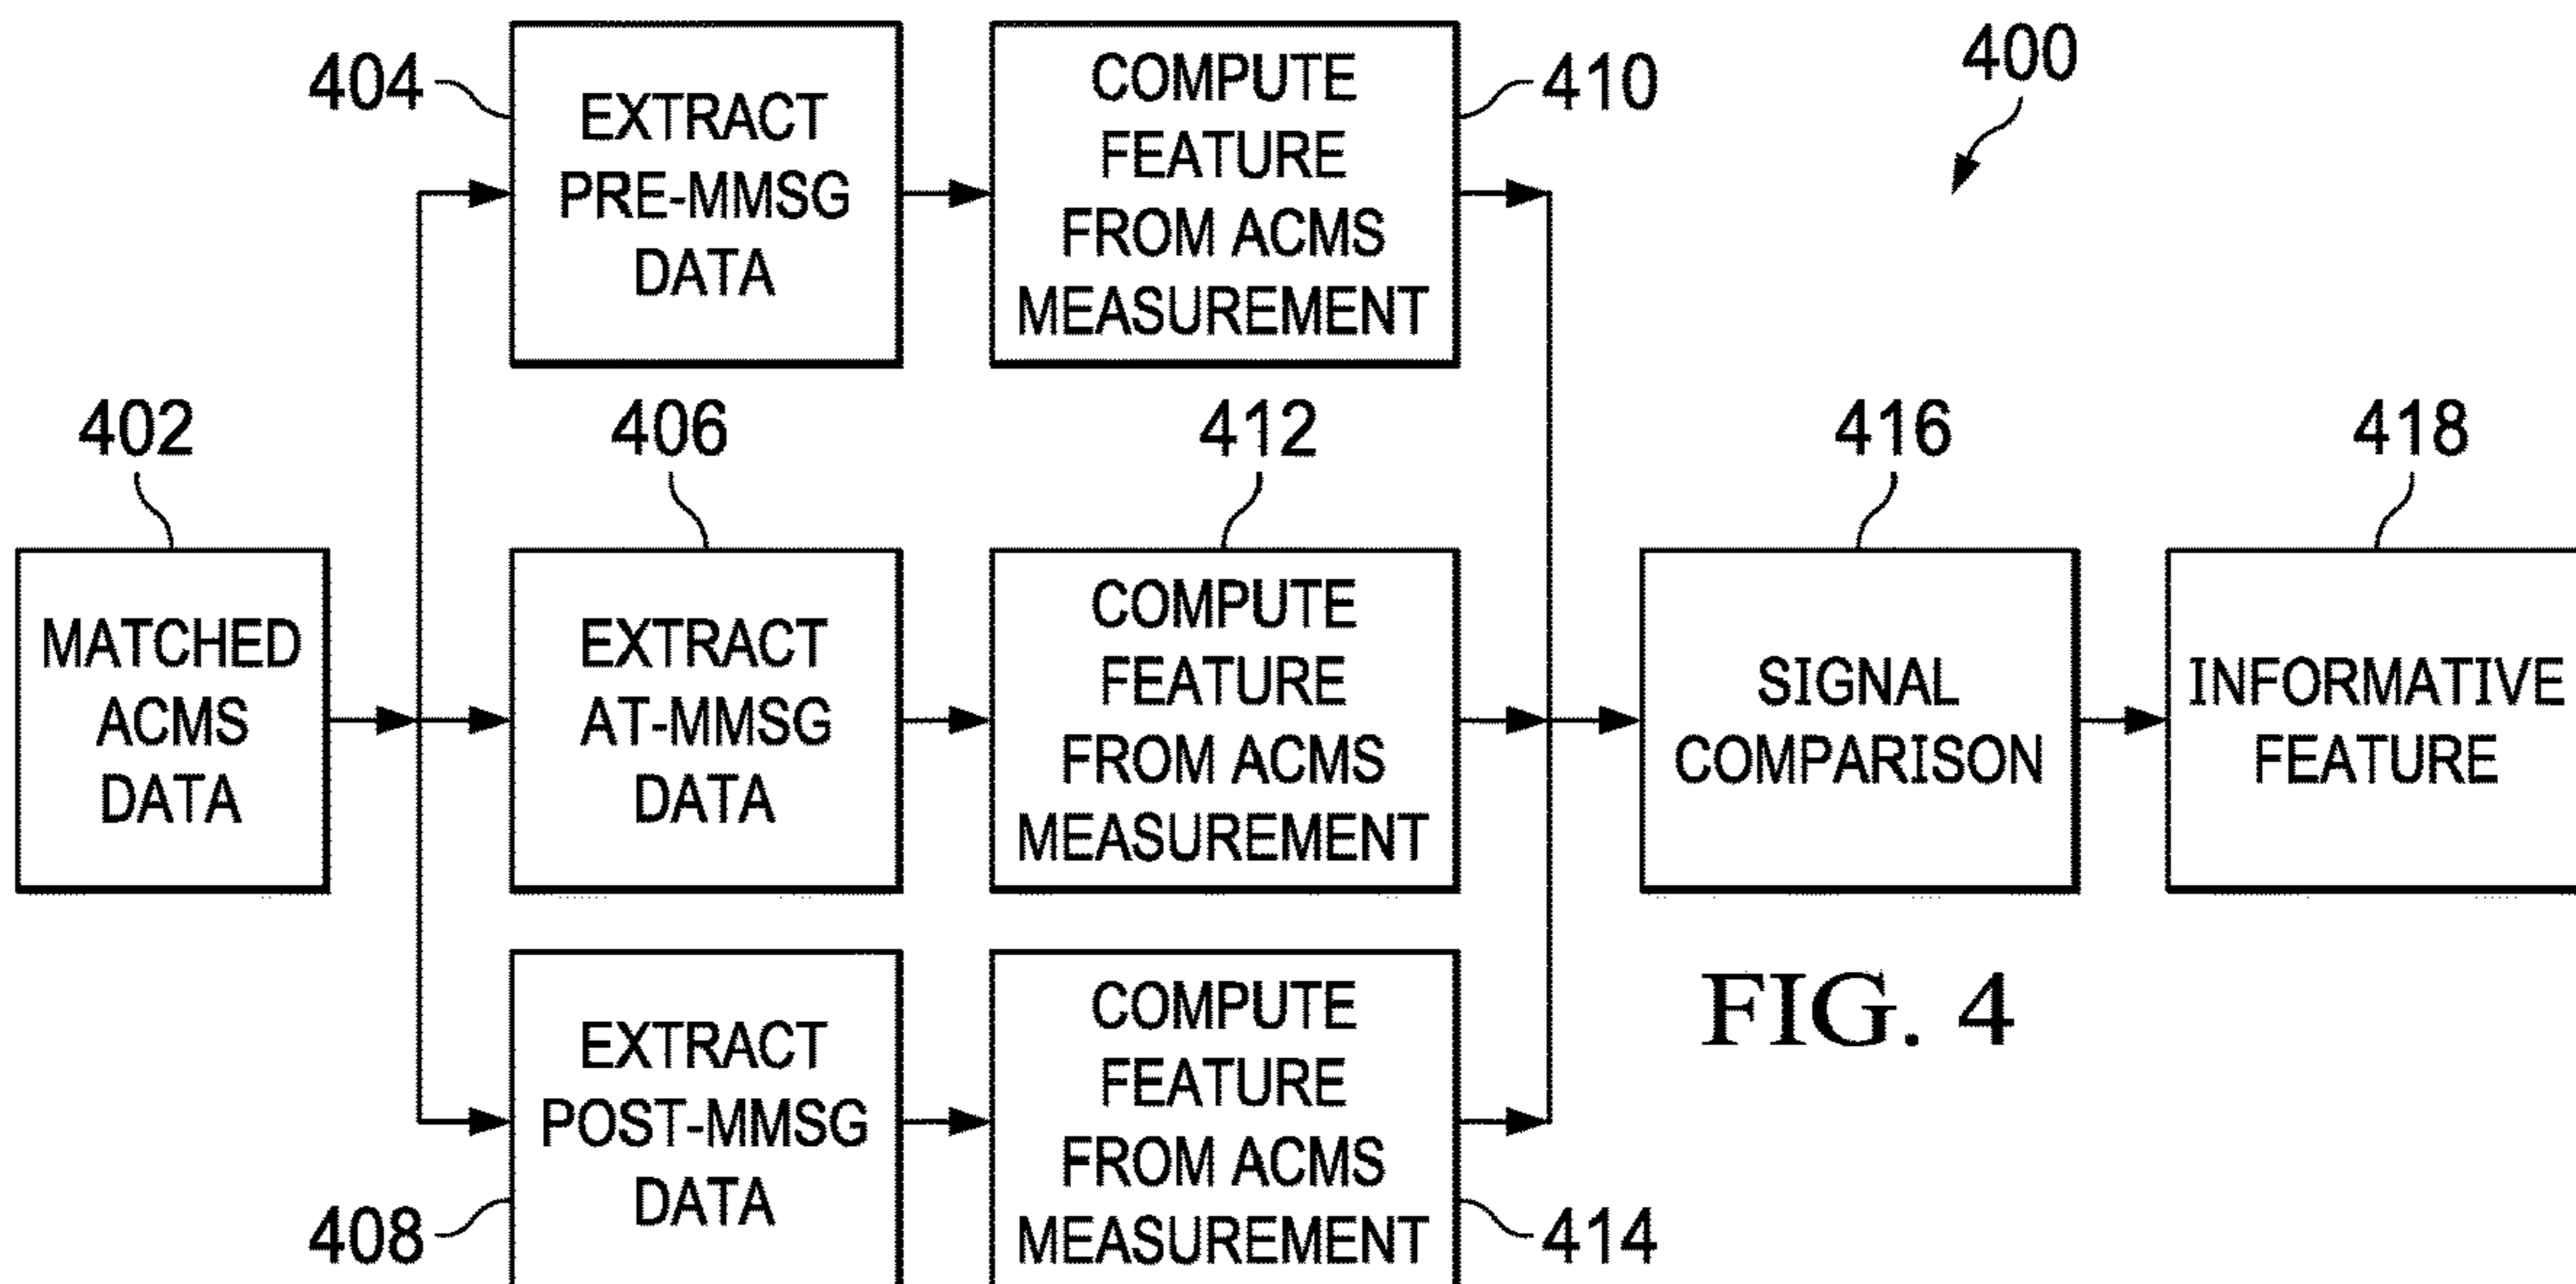 404
EXTRACT
PRE-MMSG
DATA
COMPUTE
FEATURE
FROM ACMS
MEASUREMENT
410
400
402
MATCHED
ACMS
DATA
406
EXTRACT
AT-MMSG
DATA
412
COMPUTE
FEATURE
FROM ACMS
MEASUREMENT
416
SIGNAL
COMPARISON
418
INFORMATIVE
FEATURE
408
EXTRACT
POST-MMSG
DATA
COMPUTE
FEATURE
FROM ACMS
MEASUREMENT
414
FIG. 4